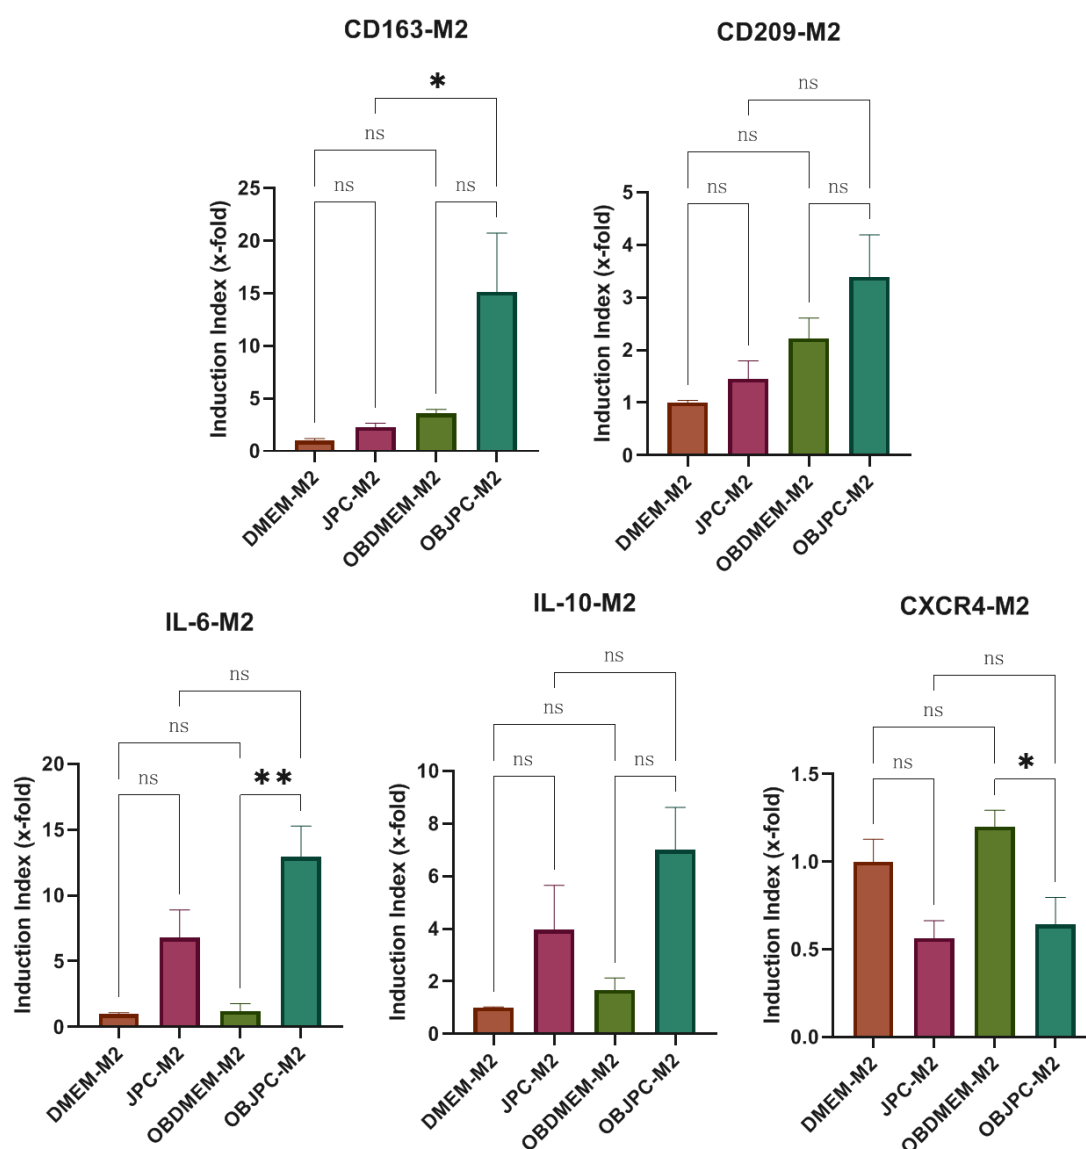 CD163-M2
*
ns
ns
ns
Induction Index (x-fold)
25
20
15
10
5
0
DMEM-M2
JPC-M2
OBDMEM-M2
OBJPC-M2
CD209-M2
ns
ns
ns
ns
Induction Index (x-fold)
5
4
3
2
1
0
DMEM-M2
JPC-M2
OBDMEM-M2
OBJPC-M2
IL-6-M2
ns
ns
ns
**
Induction Index (x-fold)
20
15
10
5
0
DMEM-M2
JPC-M2
OBDMEM-M2
OBJPC-M2
IL-10-M2
ns
ns
ns
ns
Induction Index (x-fold)
10
8
6
4
2
0
DMEM-M2
JPC-M2
OBDMEM-M2
OBJPC-M2
CXCR4-M2
ns
ns
ns
*
Induction Index (x-fold)
1.5
1.0
0.5
0.0
DMEM-M2
JPC-M2
OBDMEM-M2
OBJPC-M2